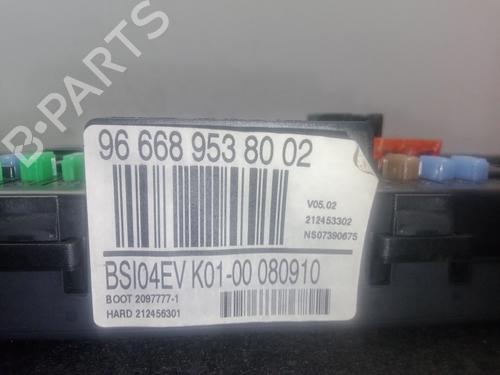 B-PARTS
96 668 953 80 02
V05.02
212453302
NS07390675
BSI04EV K01-00 080910
BOOT 2097777-1
HARD 212456301